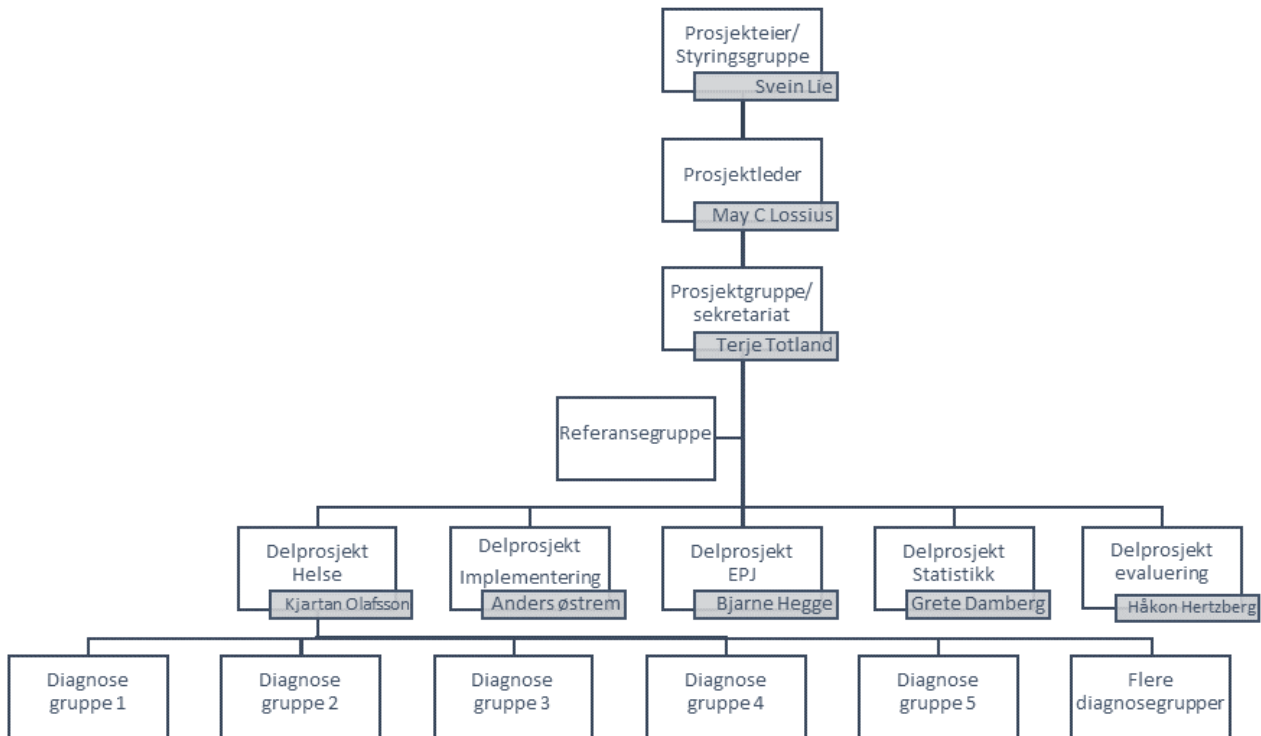 Prosjekteier/
Styringsgruppe
Svein Lie
Prosjektleder
May C Lossius
Prosjektgruppe/
sekretariat
Terje Totland
Referansegruppe
Delprosjekt
Helse
Kjartan Olafsson
Delprosjekt
Implementering
Anders østrem
Delprosjekt
EPJ
Bjarne Hegge
Delprosjekt
Statistikk
Grete Damberg
Delprosjekt
evaluering
Håkon Hertzberg
Diagnose
gruppe 1
Diagnose
gruppe 2
Diagnose
gruppe 3
Diagnose
gruppe 4
Diagnose
gruppe 5
Flere
diagnosegrupper